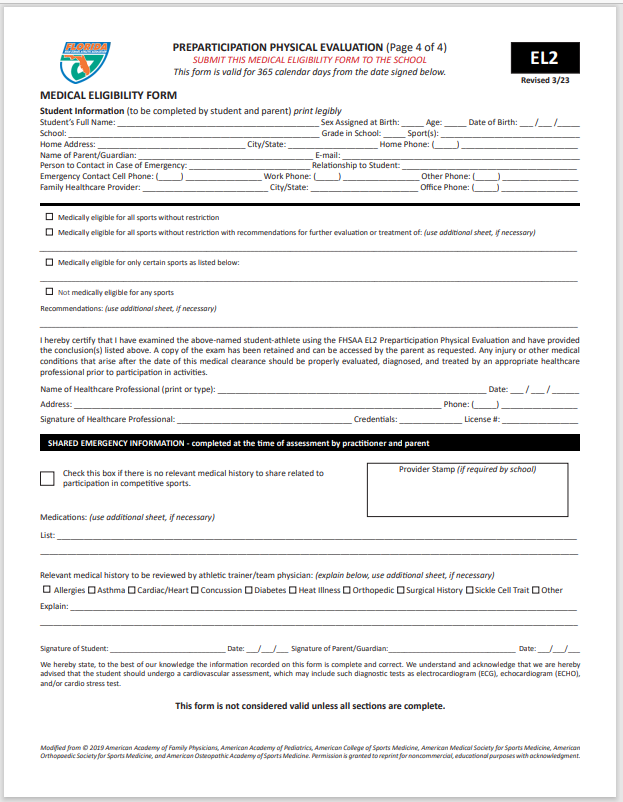 FLORIDA
PREPARTICIPATION PHYSICAL EVALUATION (Page 4 of 4)
SUBMIT THIS MEDICAL ELIGIBILITY FORM TO THE SCHOOL
This form is valid for 365 calendar days from the date signed below.
EL2
Revised 3/23
MEDICAL ELIGIBILITY FORM
Student Information (to be completed by student and parent) print legibly
Student's Full Name: ______ Sex Assigned at Birth: _____ Age: _____ Date of Birth: ___ /___ /_____
School: ______ Grade in School: _____ Sport(s): ______
Home Address: ______ City/State: ______ Home Phone: (_____) ______
Name of Parent/Guardian: ______ E-mail: ______
Person to Contact in Case of Emergency: ______ Relationship to Student: ______
Emergency Contact Cell Phone: (_____) ______ Work Phone: (_____) ______ Other Phone: (_____) ______
Family Healthcare Provider: ______ City/State: ______ Office Phone: (_____) ______
☐ Medically eligible for all sports without restriction
☐ Medically eligible for all sports without restriction with recommendations for further evaluation or treatment of: (use additional sheet, if necessary)
☐ Medically eligible for only certain sports as listed below:
☐ Not medically eligible for any sports
Recommendations: (use additional sheet, if necessary)
I hereby certify that I have examined the above-named student-athlete using the FHSAA EL2 Preparticipation Physical Evaluation and have provided
the conclusion(s) listed above. A copy of the exam has been retained and can be accessed by the parent as requested. Any injury or other medical
conditions that arise after the date of this medical clearance should be properly evaluated, diagnosed, and treated by an appropriate healthcare
professional prior to participation in activities.
Name of Healthcare Professional (print or type): ______ Date: ___ / ___ / ______
Address: ______ Phone: (_____) ______
Signature of Healthcare Professional: ______ Credentials: ______ License #: ______
SHARED EMERGENCY INFORMATION - completed at the time of assessment by practitioner and parent
☐ Check this box if there is no relevant medical history to share related to
participation in competitive sports.
Provider Stamp (if required by school)
Medications: (use additional sheet, if necessary)
List: ______
Relevant medical history to be reviewed by athletic trainer/team physician: (explain below, use additional sheet, if necessary)
☐ Allergies ☐ Asthma ☐ Cardiac/Heart ☐ Concussion ☐ Diabetes ☐ Heat Illness ☐ Orthopedic ☐ Surgical History ☐ Sickle Cell Trait ☐ Other
Explain: ______
Signature of Student: ______ Date: ___/___/___ Signature of Parent/Guardian: ______ Date: ___/___/___
We hereby state, to the best of our knowledge the information recorded on this form is complete and correct. We understand and acknowledge that we are hereby
advised that the student should undergo a cardiovascular assessment, which may include such diagnostic tests as electrocardiogram (ECG), echocardiogram (ECHO),
and/or cardio stress test.
This form is not considered valid unless all sections are complete.
Modified from © 2019 American Academy of Family Physicians, American Academy of Pediatrics, American College of Sports Medicine, American Medical Society for Sports Medicine, American
Orthopaedic Society for Sports Medicine, and American Osteopathic Academy of Sports Medicine. Permission is granted to reprint for noncommercial, educational purposes with acknowledgment.